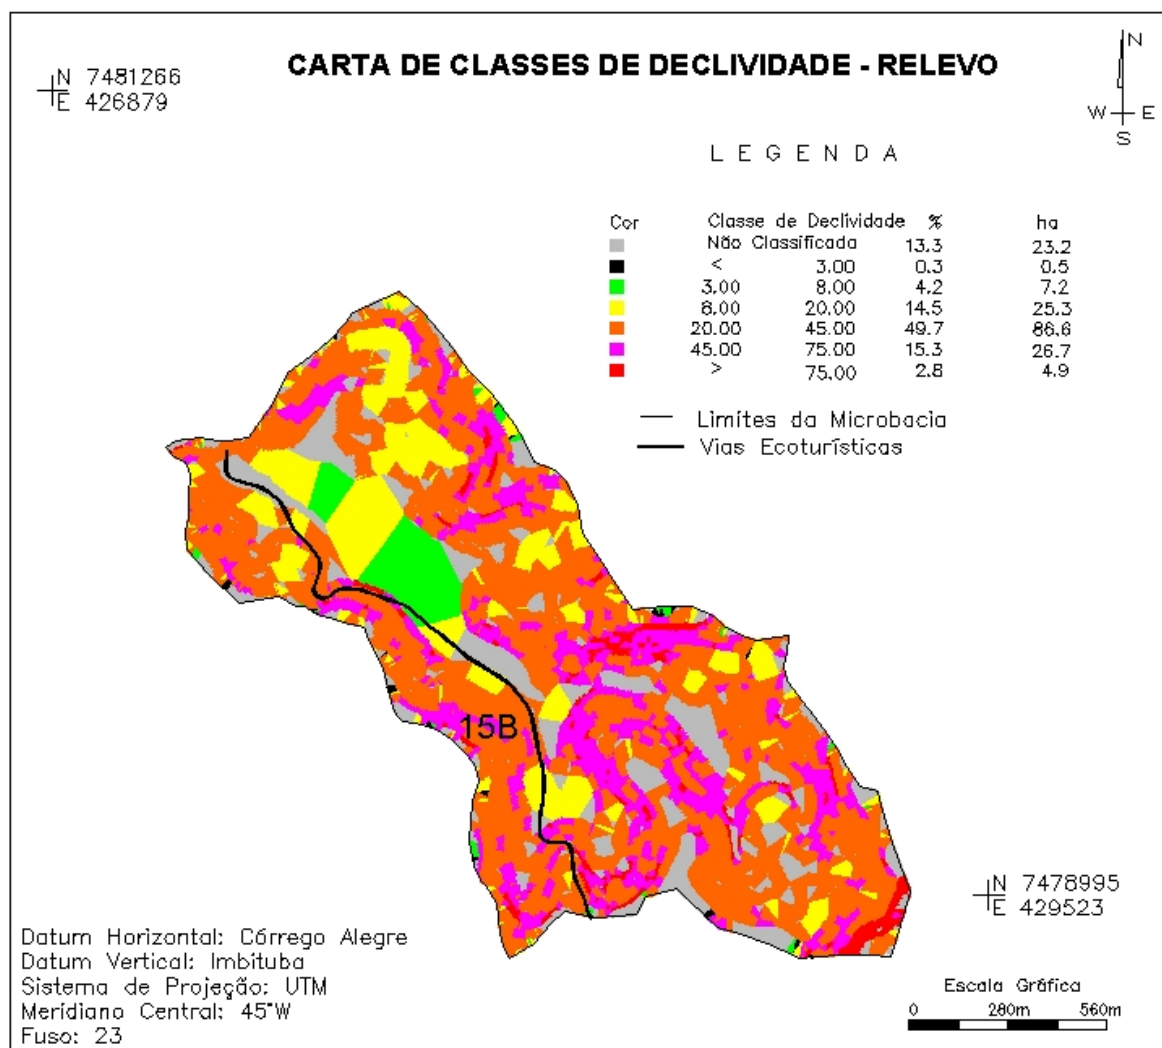 CARTA DE CLASSES DE DECLIVIDADE - RELEVO
N 7481266
E 426879
N
W E
S
L E G E N D A
Cor Classe de Declividade % ha
Não Classificada 13.3 23.2
< 3.00 0.3 0.5
3.00 8.00 4.2 7.2
8.00 20.00 14.5 25.3
20.00 45.00 49.7 86.6
45.00 75.00 15.3 26.7
> 75.00 2.8 4.9
Limites da Microbacia
Vias Ecoturísticas
15B
N 7478995
E 429523
Datum Horizontal: Córrego Alegre
Datum Vertical: Imbituba
Sistema de Projeção: UTM
Meridiano Central: 45°W
Fuso: 23
Escala Gráfica
0 280m 560m